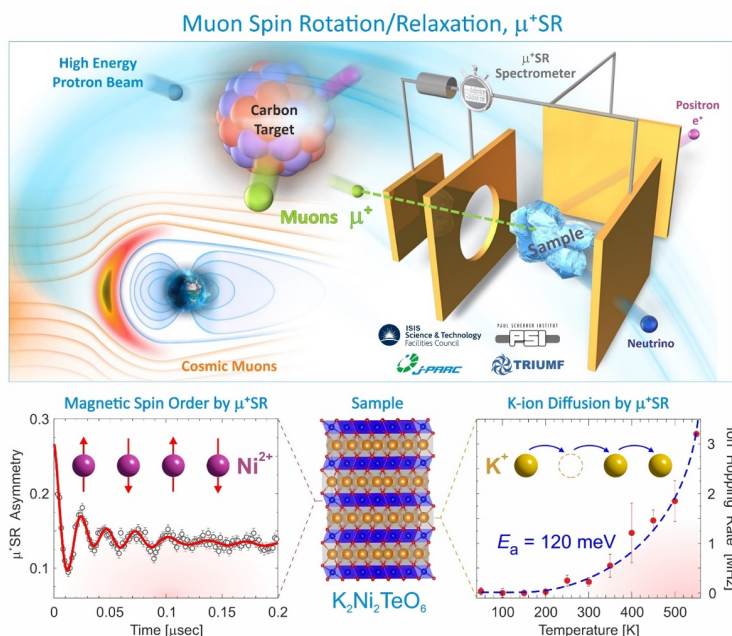 Muon Spin Rotation/Relaxation, μ⁺SR
High Energy
Protron Beam
Carbon
Target
μ⁺SR
Spectrometer
Positron
e⁺
Muons μ⁺
Sample
Neutrino
Cosmic Muons
ISIS
Science & Technology
Facilities Council
PAUL SCHERRER INSTITUT
PSI
J-PARC
TRIUMF
Magnetic Spin Order by μ⁺SR
Sample
K-ion Diffusion by μ⁺SR
0.3
0.2
0.1
μ⁺SR Asymmetry
Ni²⁺
0
0.05
0.1
0.15
0.2
Time [μsec]
K₂Ni₂TeO₆
K⁺
Eₐ = 120 meV
3
2
1
0
Ion Hopping Rate [MHz]
100
200
300
400
500
Temperature [K]